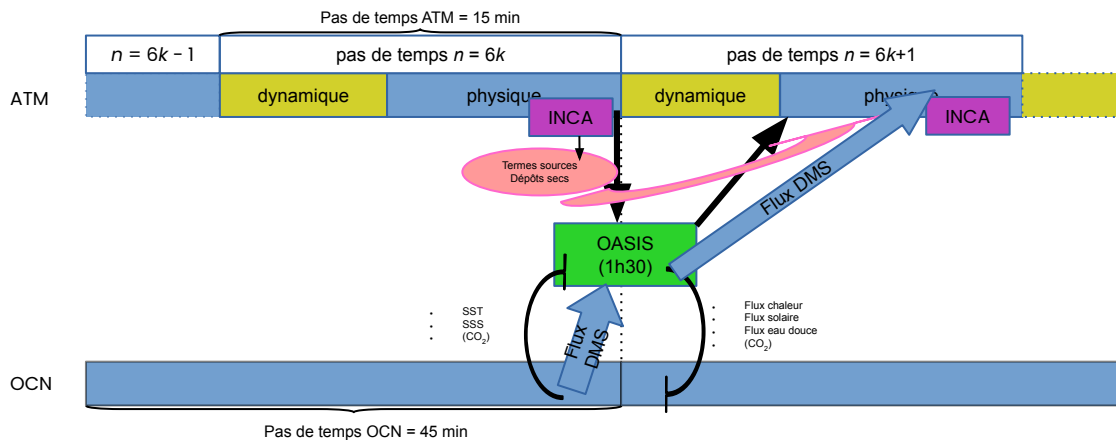 Pas de temps ATM = 15 min
n = 6k – 1
pas de temps n = 6k
pas de temps n = 6k+1
ATM
dynamique
physique
dynamique
physique
INCA
INCA
Termes sources
Dépôts secs
Flux DMS
OASIS
(1h30)
SST
SSS
(CO₂)
Flux
DMS
Flux chaleur
Flux solaire
Flux eau douce
(CO₂)
OCN
Pas de temps OCN = 45 min